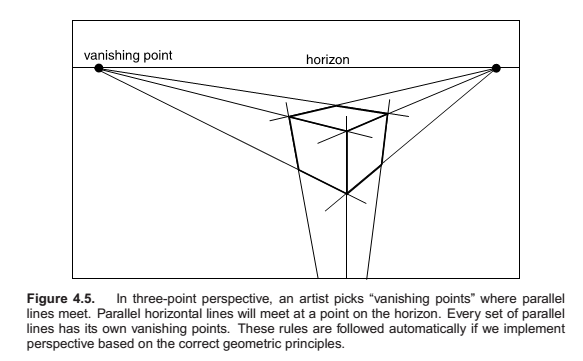 vanishing point
horizon
Figure 4.5. In three-point perspective, an artist picks “vanishing points” where parallel
lines meet. Parallel horizontal lines will meet at a point on the horizon. Every set of parallel
lines has its own vanishing points. These rules are followed automatically if we implement
perspective based on the correct geometric principles.